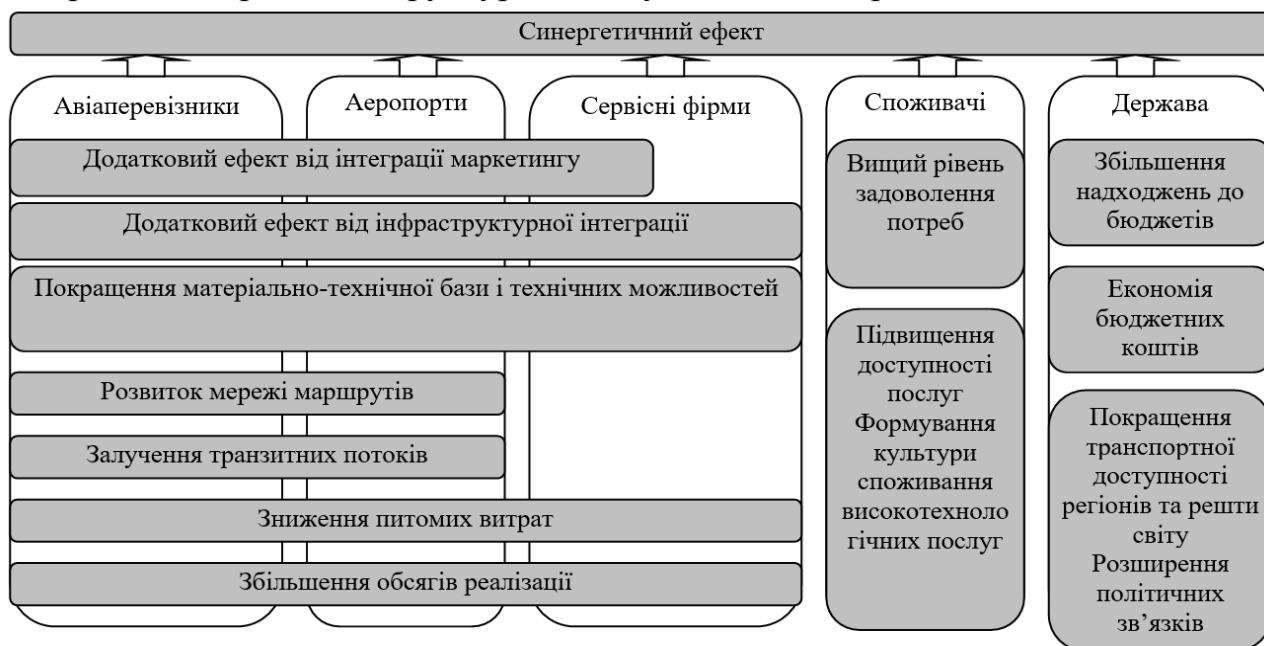 Синергетичний ефект
Авіаперевізники
Аеропорти
Сервісні фірми
Споживачі
Держава
Додатковий ефект від інтеграції маркетингу
Додатковий ефект від інфраструктурної інтеграції
Покращення матеріально-технічної бази і технічних можливостей
Розвиток мережі маршрутів
Залучення транзитних потоків
Зниження питомих витрат
Збільшення обсягів реалізації
Вищий рівень
задоволення
потреб
Підвищення
доступності
послуг
Формування
культури
споживання
високотехноло
гічних послуг
Збільшення
надходжень до
бюджетів
Економія
бюджетних
коштів
Покращення
транспортної
доступності
регіонів та решти
світу
Розширення
політичних
зв’язків